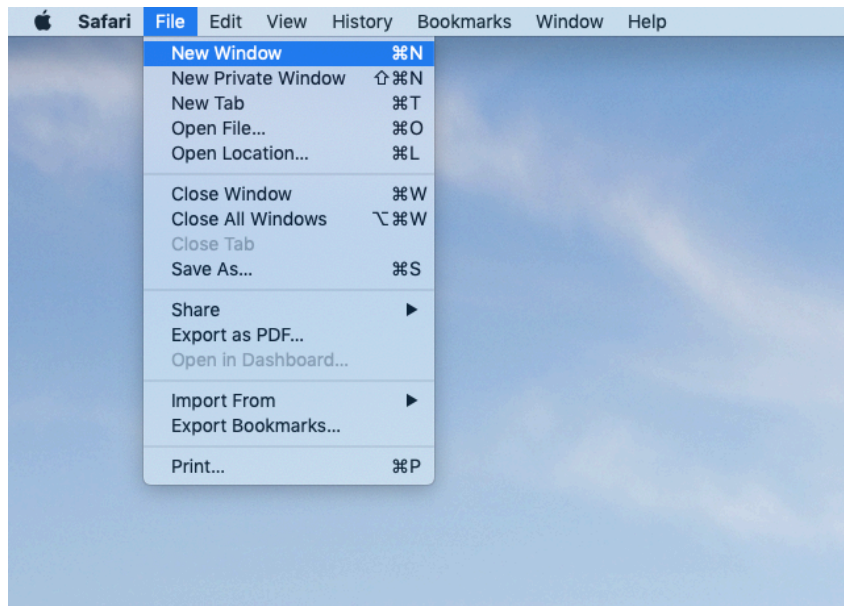 Safari File Edit View History Bookmarks Window Help
New Window ⌘N
New Private Window ⇧⌘N
New Tab ⌘T
Open File... ⌘O
Open Location... ⌘L
Close Window ⌘W
Close All Windows ⌥⌘W
Close Tab
Save As... ⌘S
Share ▶
Export as PDF...
Open in Dashboard...
Import From ▶
Export Bookmarks...
Print... ⌘P